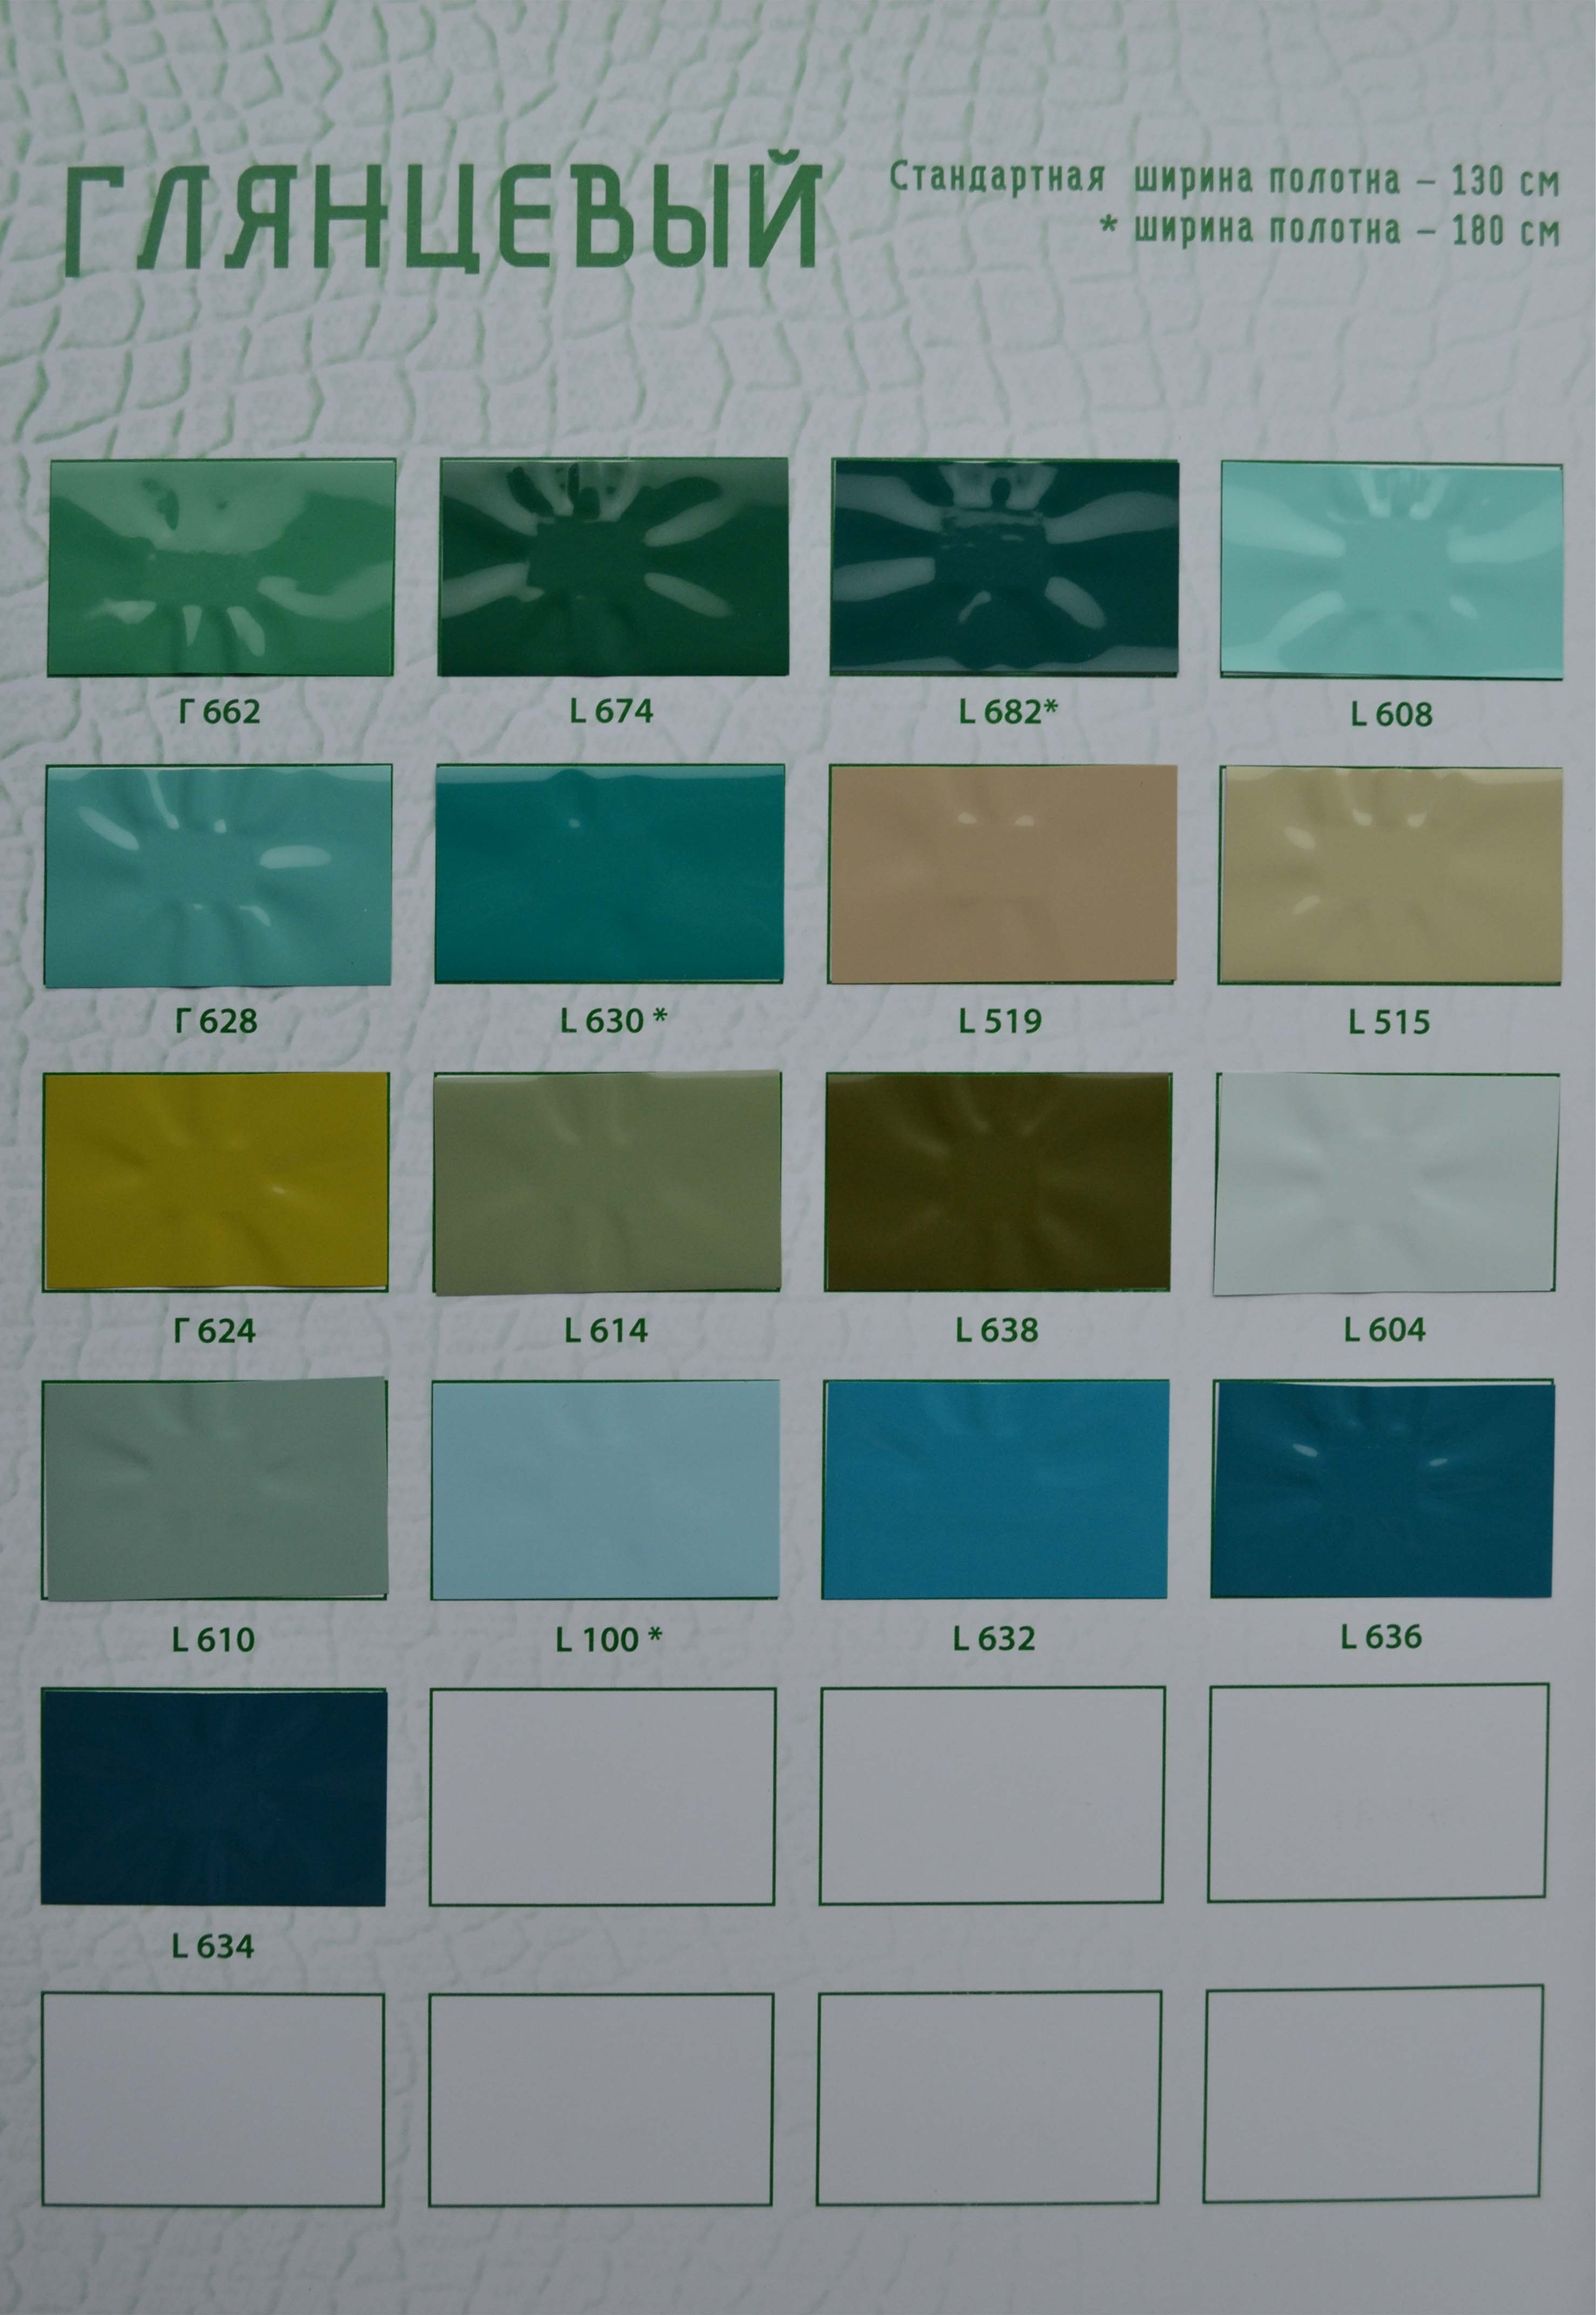 ГЛЯНЦЕВЫЙ
Стандартная ширина полотна – 130 см
* ширина полотна – 180 см
Г 662
L 674
L 682*
L 608
Г 628
L 630 *
L 519
L 515
Г 624
L 614
L 638
L 604
L 610
L 100 *
L 632
L 636
L 634